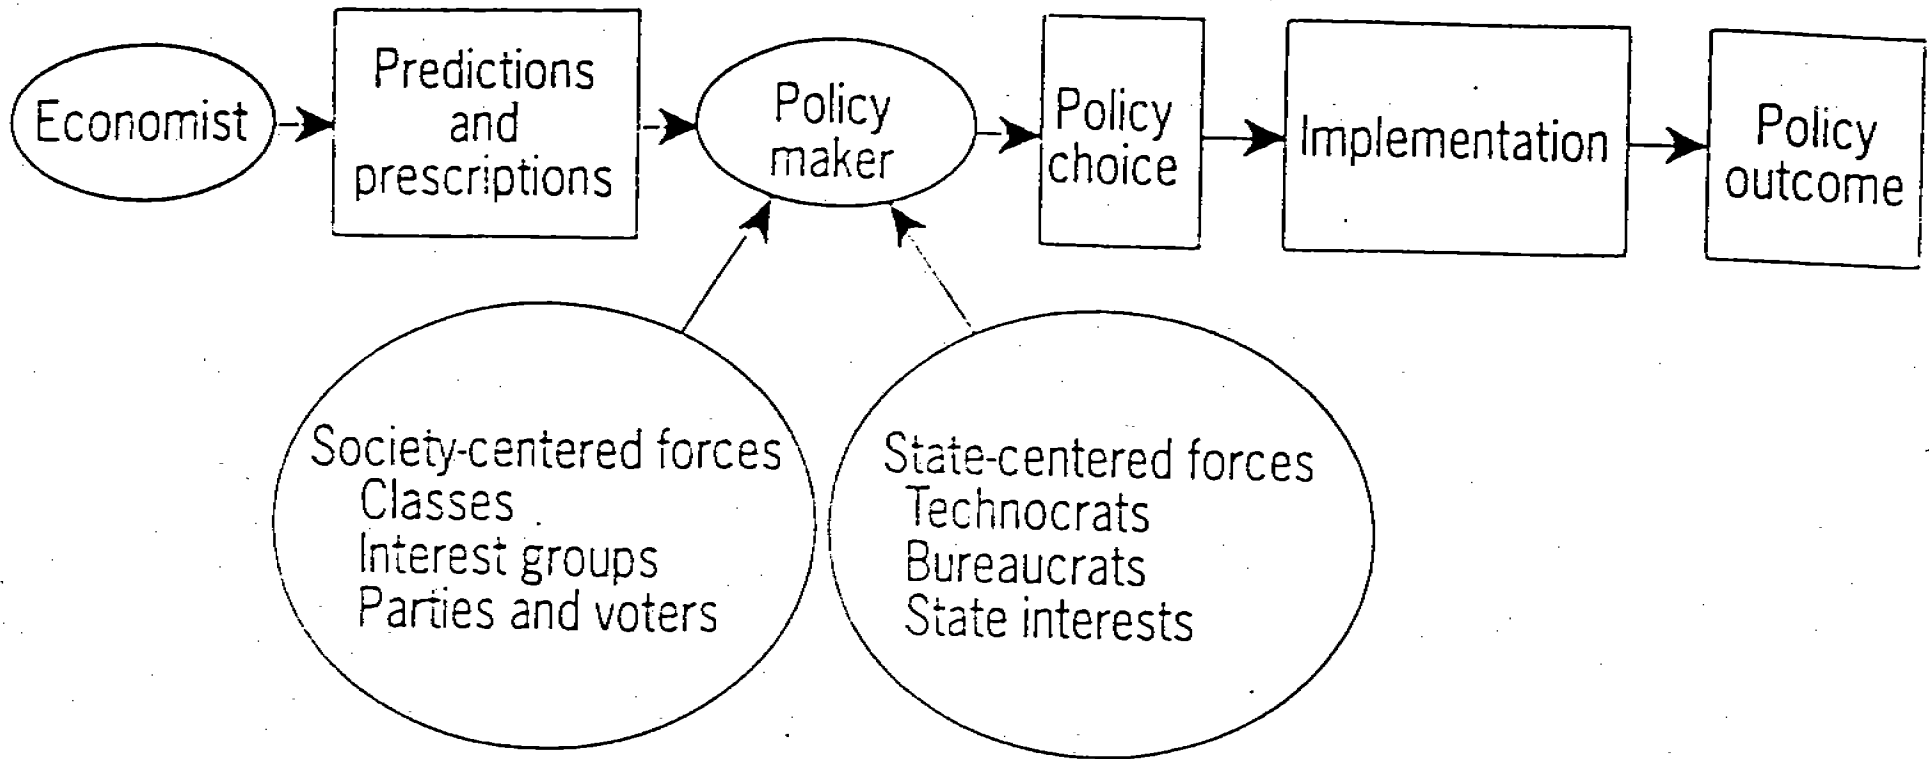 Economist
Predictions
and
prescriptions
Policy
maker
Policy
choice
Implementation
Policy
outcome
Society-centered forces
Classes
Interest groups
Parties and voters
State-centered forces
Technocrats
Bureaucrats
State interests